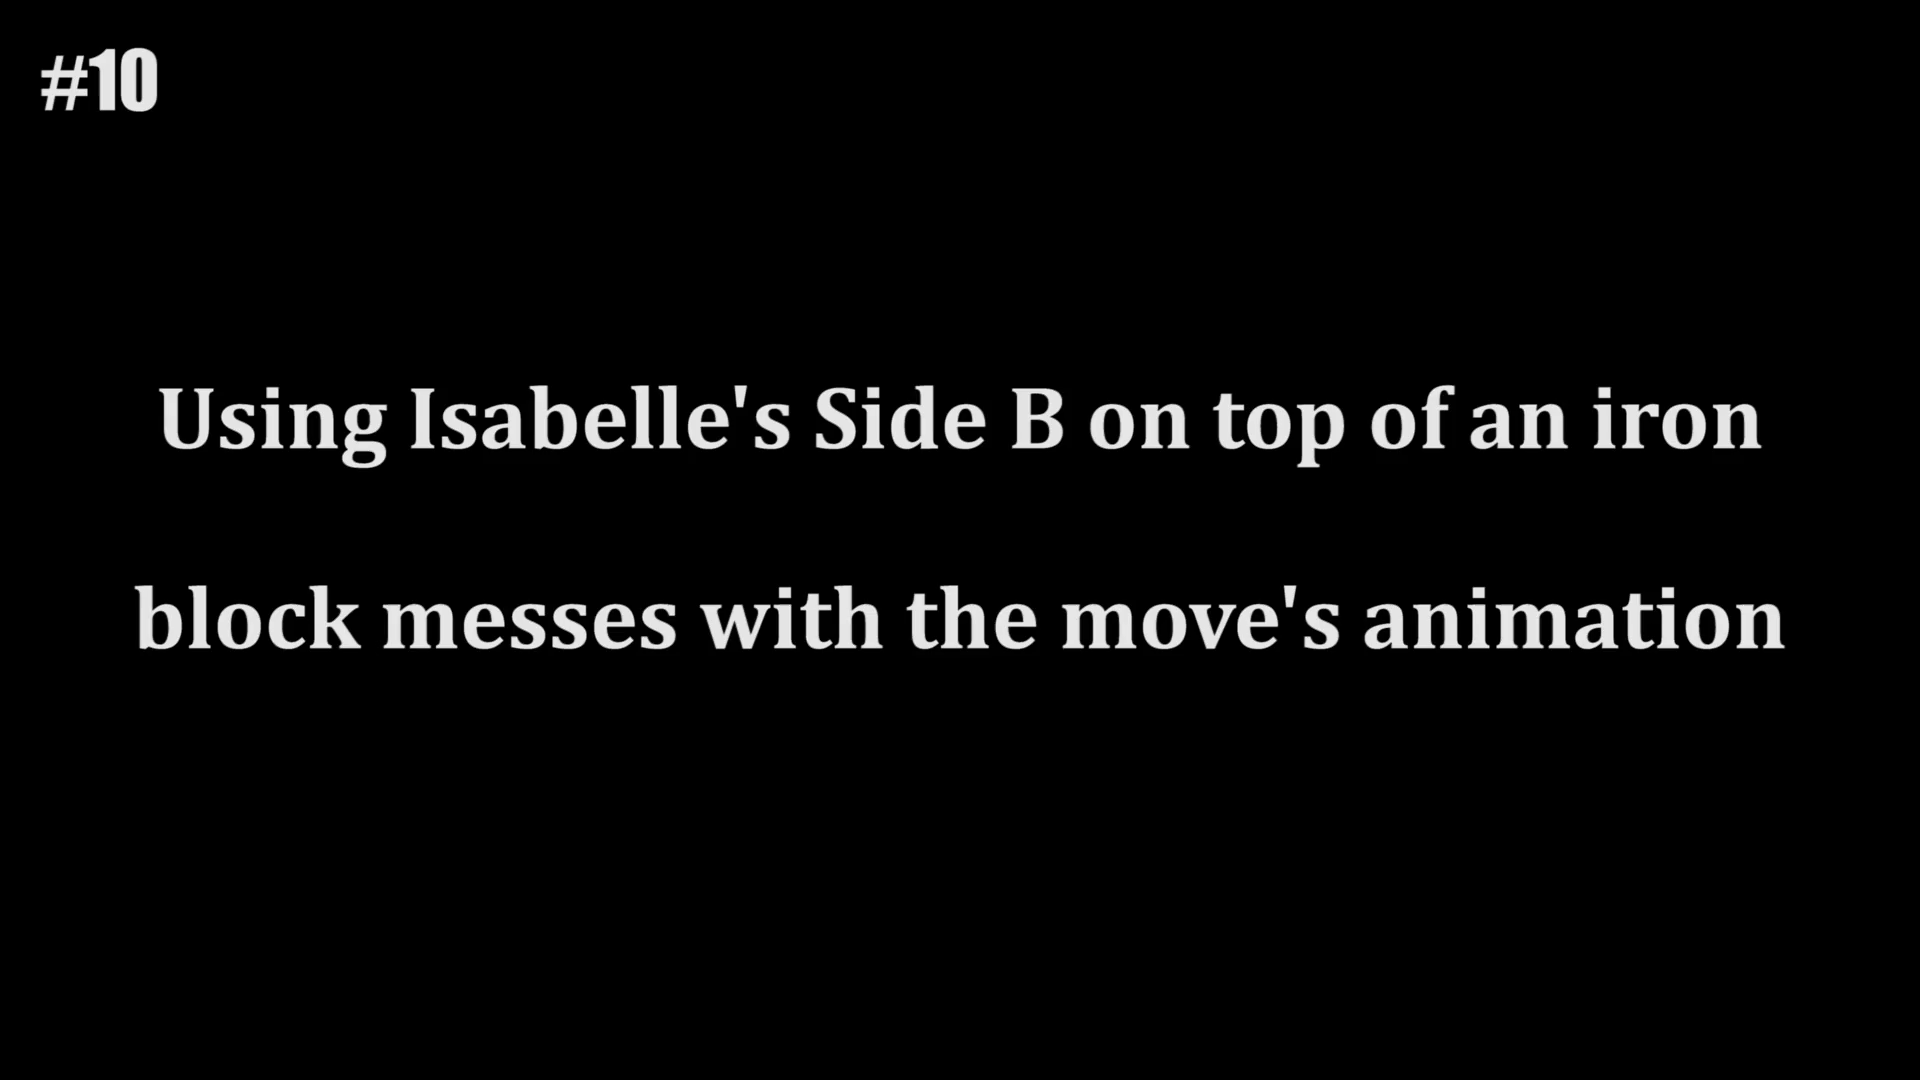 #10
Using Isabelle's Side B on top of an iron
block messes with the move's animation